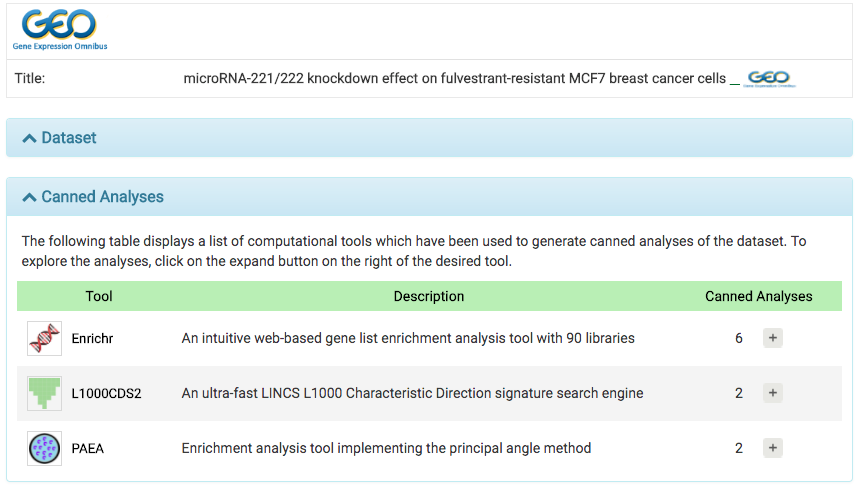 GEO
Gene Expression Omnibus
Title: microRNA-221/222 knockdown effect on fulvestrant-resistant MCF7 breast cancer cells _ GEO Gene Expression Omnibus
Dataset
Canned Analyses
The following table displays a list of computational tools which have been used to generate canned analyses of the dataset. To
explore the analyses, click on the expand button on the right of the desired tool.
Tool Description Canned Analyses
Enrichr An intuitive web-based gene list enrichment analysis tool with 90 libraries 6 +
L1000CDS2 An ultra-fast LINCS L1000 Characteristic Direction signature search engine 2 +
PAEA Enrichment analysis tool implementing the principal angle method 2 +